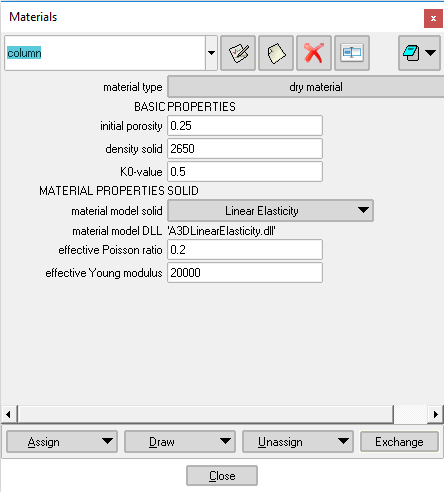 Materials
column
material type dry material
BASIC PROPERTIES
initial porosity 0.25
density solid 2650
K0-value 0.5
MATERIAL PROPERTIES SOLID
material model solid Linear Elasticity
material model DLL 'A3DLinearElasticity.dll'
effective Poisson ratio 0.2
effective Young modulus 20000
Assign Draw Unassign Exchange
Close